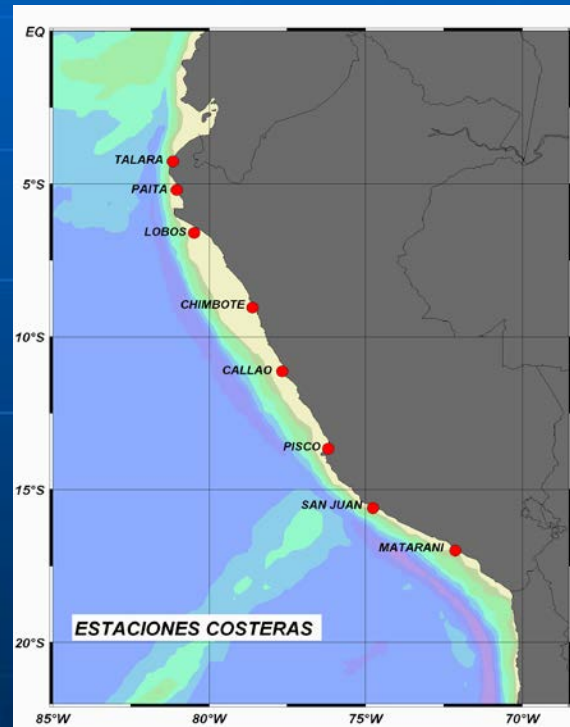 EQ
TALARA
5°S
PAITA
LOBOS
CHIMBOTE
10°S
CALLAO
PISCO
15°S
SAN JUAN
MATARANI
ESTACIONES COSTERAS
20°S
85°W 80°W 75°W 70°W